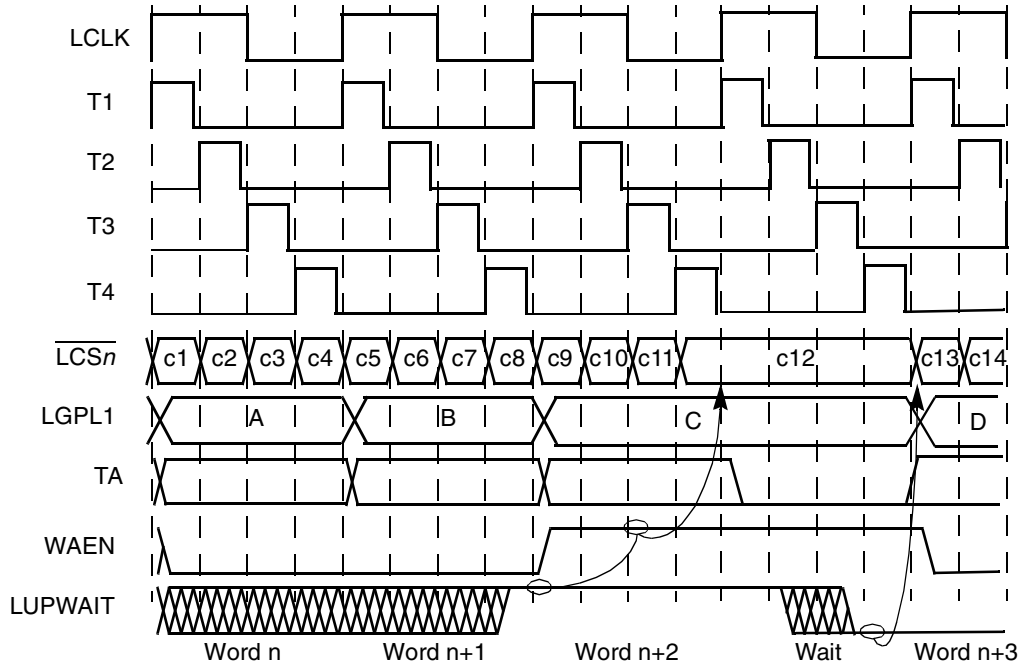 LCLK
T1
T2
T3
T4
LCSn c1 c2 c3 c4 c5 c6 c7 c8 c9 c10 c11 c12 c13 c14
LGPL1 A B C D
TA
WAEN
LUPWAIT
Word n Word n+1 Word n+2 Wait Word n+3